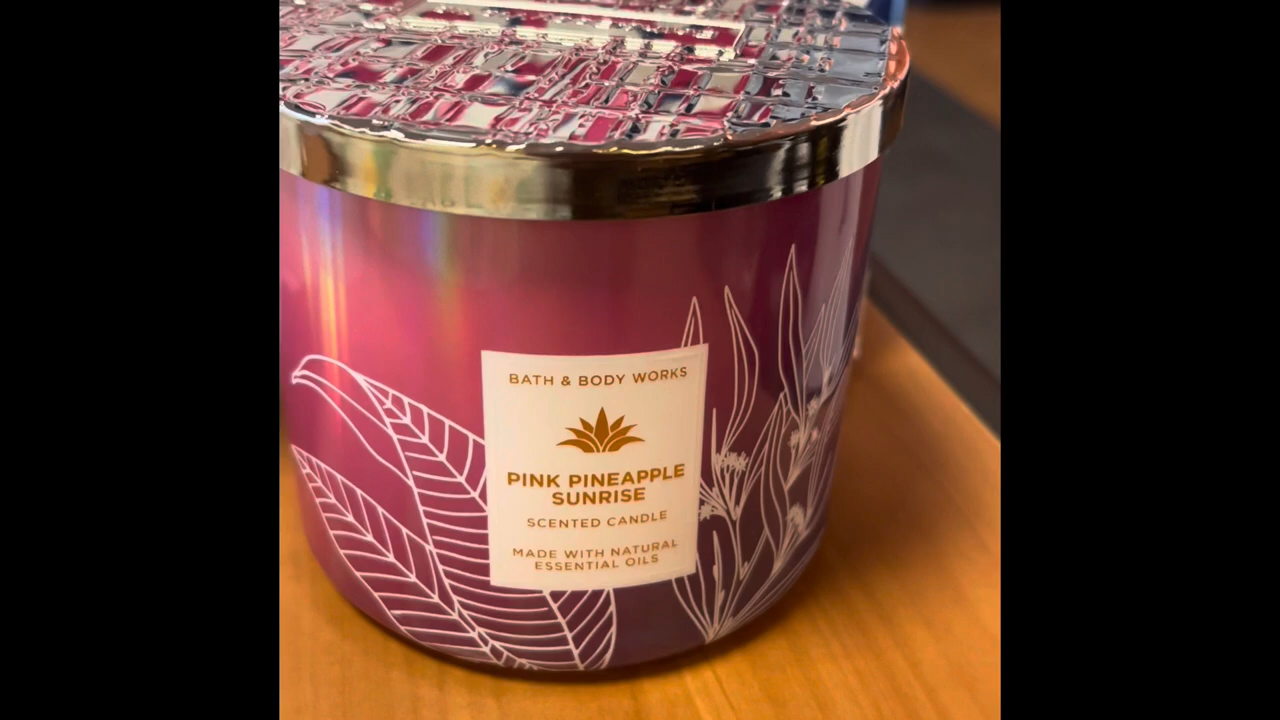 BATH & BODY WORKS
PINK PINEAPPLE
SUNRISE
SCENTED CANDLE
MADE WITH NATURAL
ESSENTIAL OILS